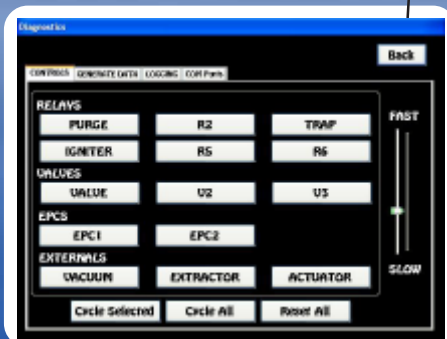 Diagnostics
Back
CONTROLS GENERATE DATA LOGGING COM Ports
RELAYS
PURGE R2 TRAP
IGNITER R5 R6
VALVES
VALVE V2 V3
EPCS
EPC1 EPC2
EXTERNALS
VACUUM EXTRACTOR ACTUATOR
Cycle Selected Cycle All Reset All
FAST
SLOW